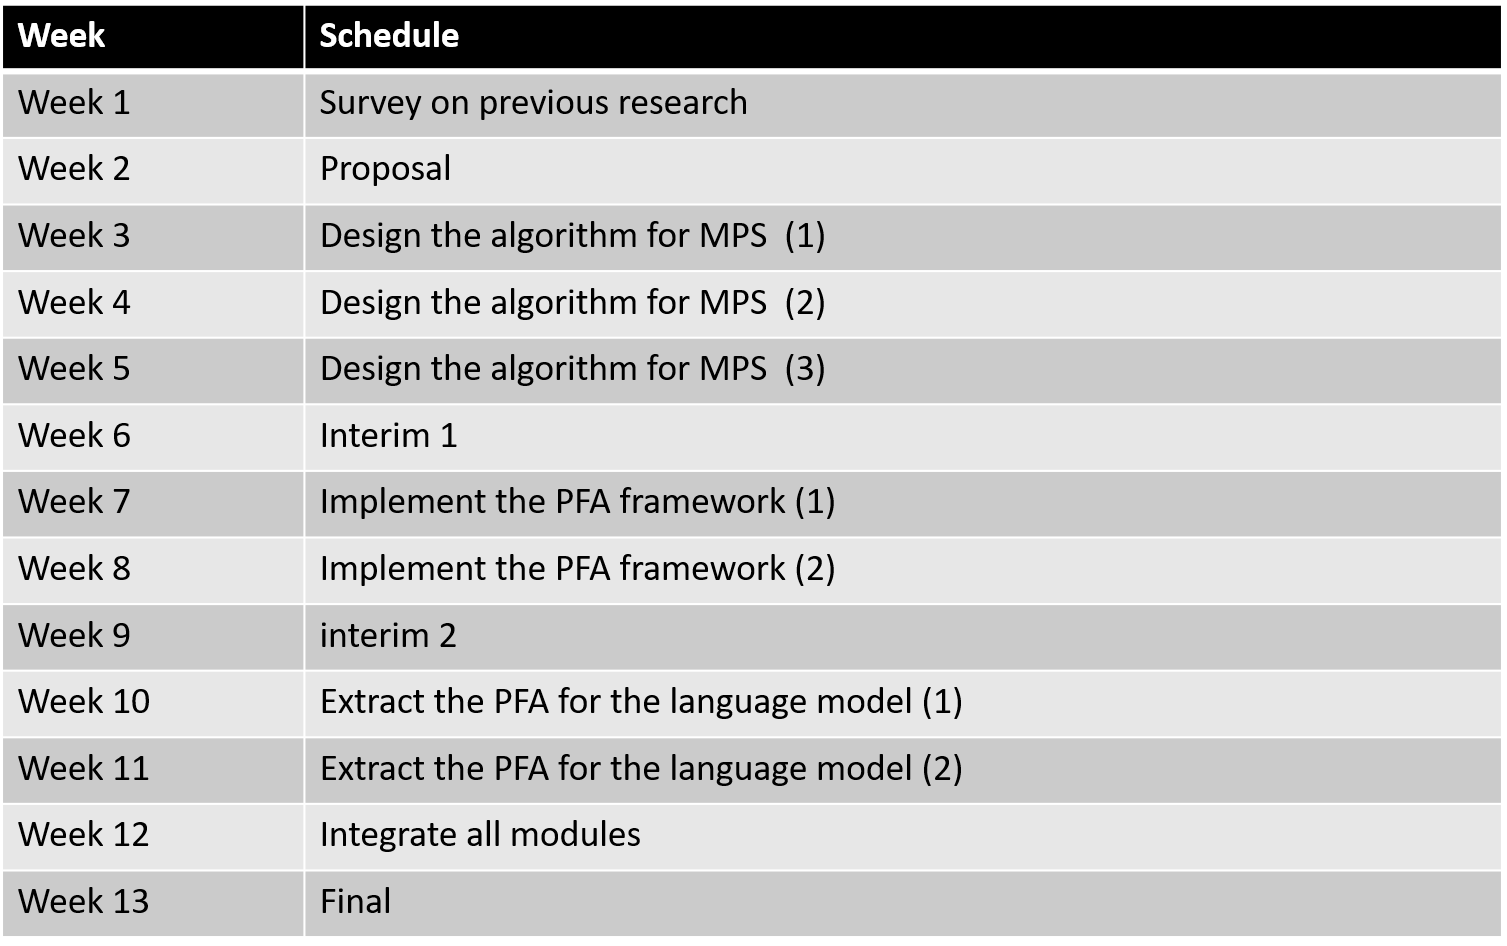 Week Schedule
Week 1 Survey on previous research
Week 2 Proposal
Week 3 Design the algorithm for MPS  (1)
Week 4 Design the algorithm for MPS  (2)
Week 5 Design the algorithm for MPS  (3)
Week 6 Interim 1
Week 7 Implement the PFA framework (1)
Week 8 Implement the PFA framework (2)
Week 9 interim 2
Week 10 Extract the PFA for the language model (1)
Week 11 Extract the PFA for the language model (2)
Week 12 Integrate all modules
Week 13 Final